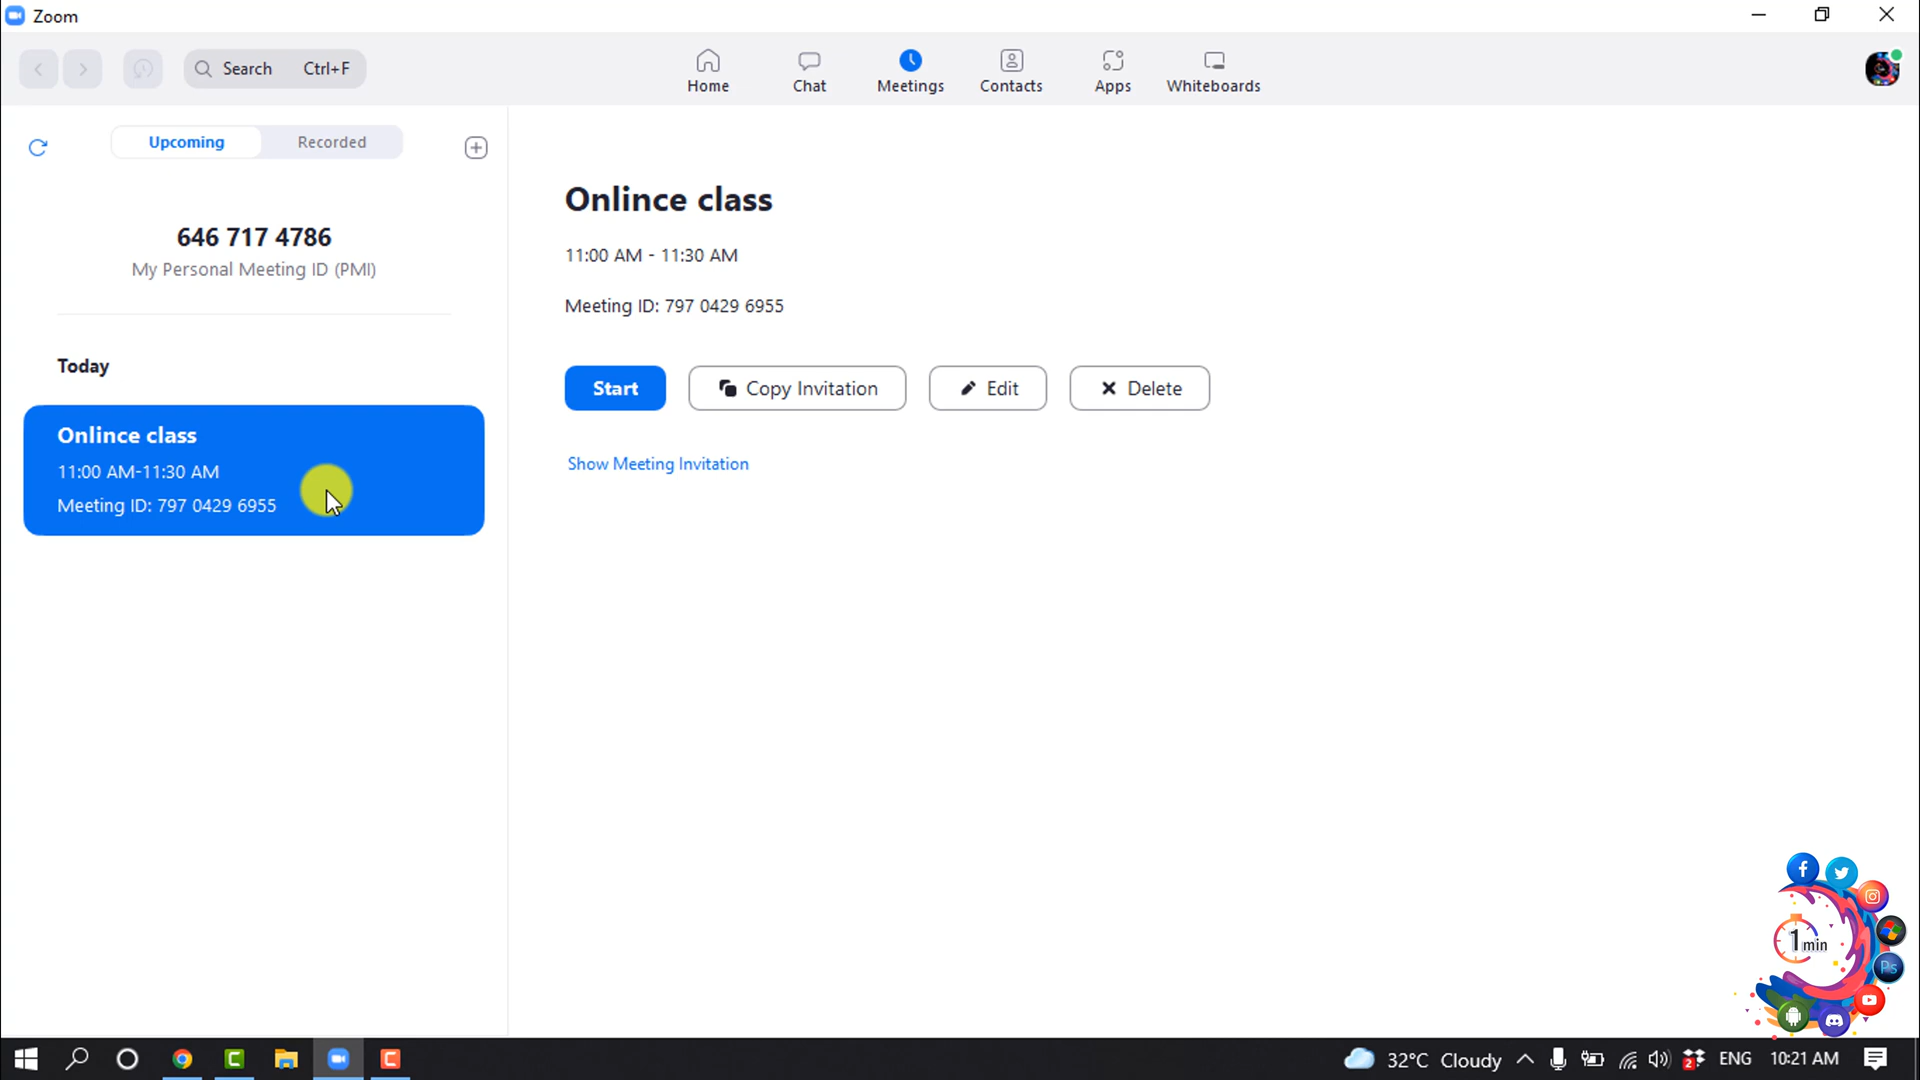 Zoom
Search Ctrl+F
Home
Chat
Meetings
Contacts
Apps
Whiteboards
Upcoming
Recorded
646 717 4786
My Personal Meeting ID (PMI)
Today
Onlince class
11:00 AM-11:30 AM
Meeting ID: 797 0429 6955
Onlince class
11:00 AM - 11:30 AM
Meeting ID: 797 0429 6955
Start
Copy Invitation
Edit
Delete
Show Meeting Invitation
1 min
Ps
32°C Cloudy
2
ENG
10:21 AM